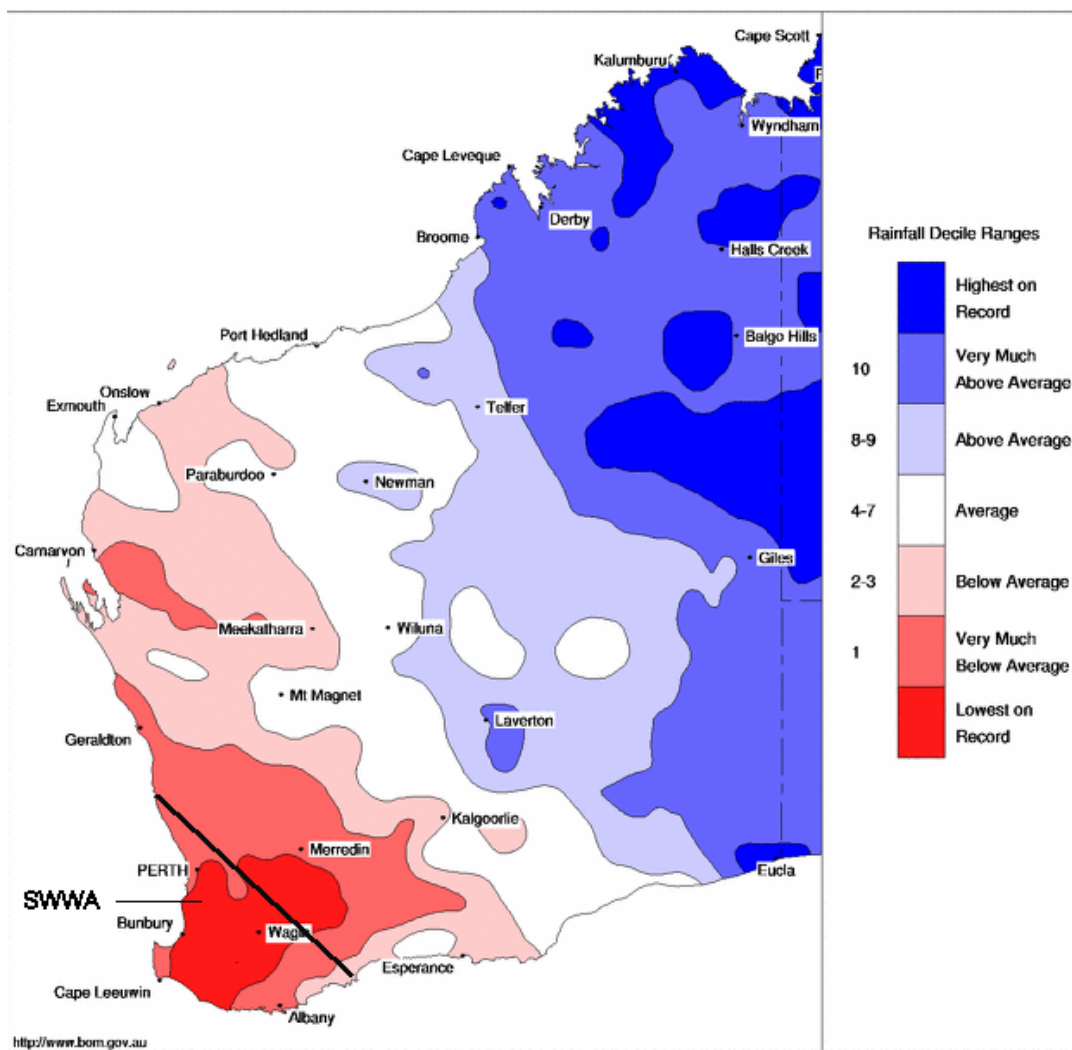 Cape Scott
Kalumburu
Wyndham
Cape Leveque
Derby
Broome
Halls Creek
Port Hedland
Balgo Hills
Onslow
Exmouth
Telfer
Paraburdoo
Newman
Carnarvon
Giles
Meekatharra
Wiluna
Mt Magnet
Laverton
Geraldton
Kalgoorlie
Merredin
PERTH
Eucla
SWWA
Bunbury
Esperance
Cape Leeuwin
Albany
http://www.bom.gov.au
Rainfall Decile Ranges
Highest on
Record
10
Very Much
Above Average
8-9
Above Average
4-7
Average
2-3
Below Average
1
Very Much
Below Average
Lowest on
Record